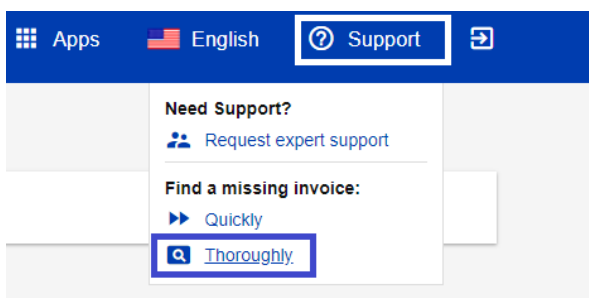 Apps English Support
Need Support?
Request expert support
Find a missing invoice:
Quickly
Thoroughly